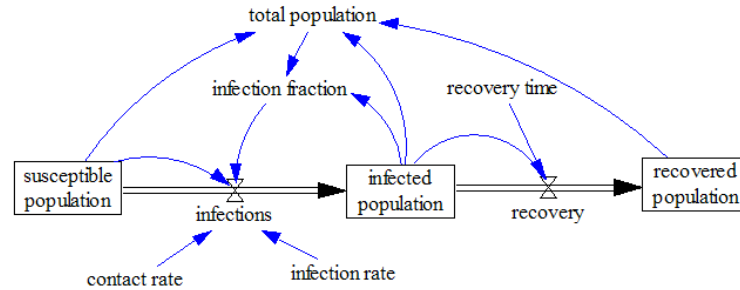 total population
infection fraction
recovery time
susceptible
population
infected
population
recovered
population
infections
recovery
contact rate
infection rate